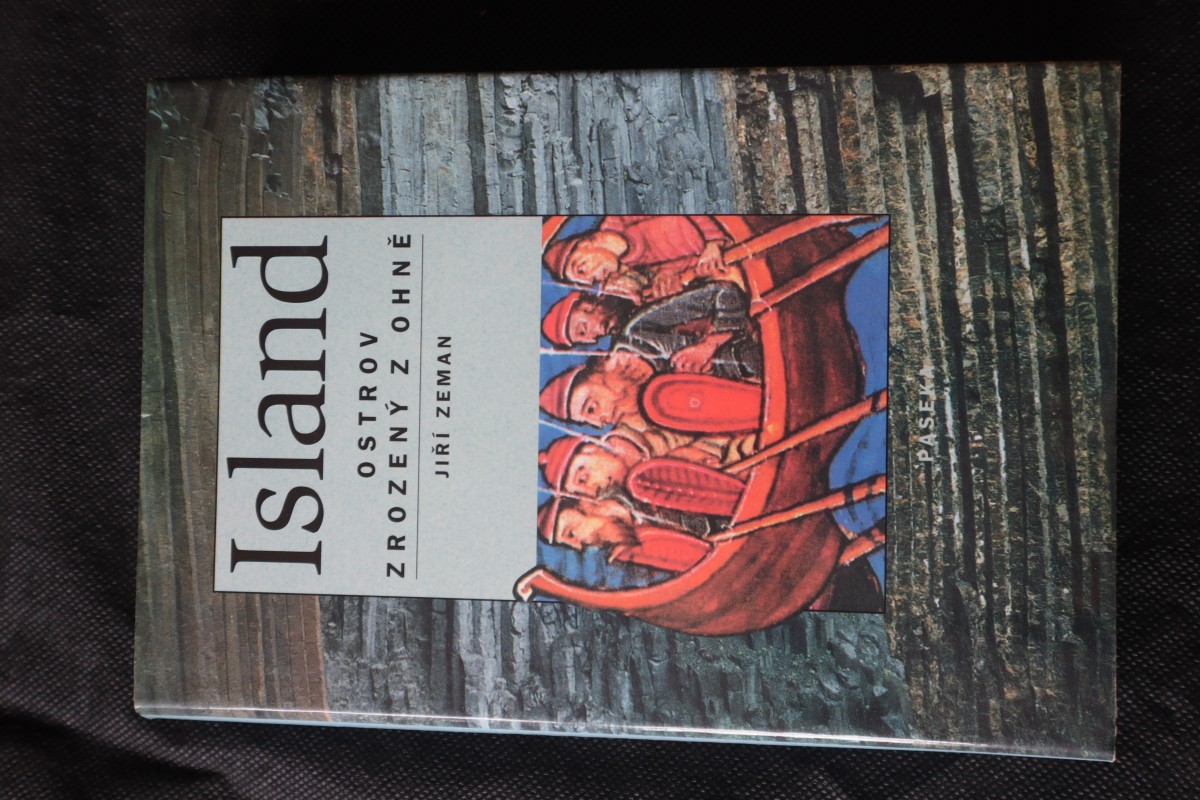 Island
OSTROV
ZROZENÝ Z OHNĚ
JIŘÍ ZEMAN
PASEKA